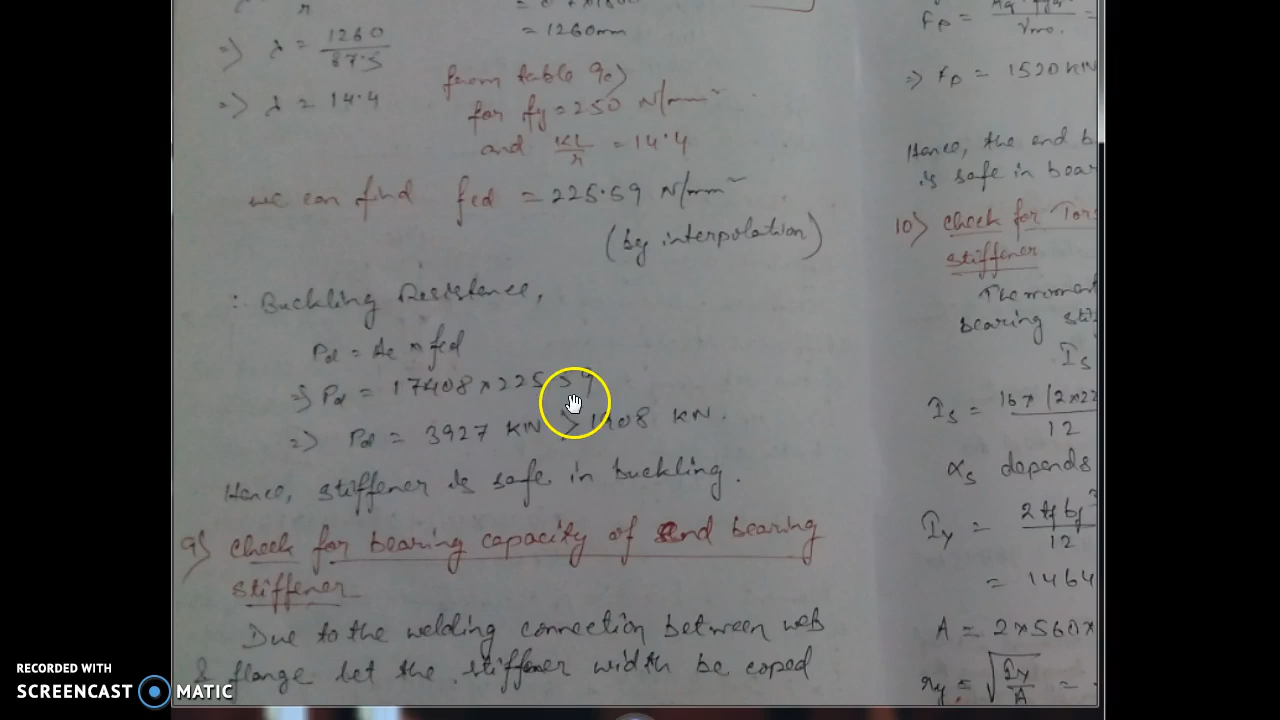 r
= 1260mm
=> λ = 1260
87.5
=> λ = 14.4
from table 9c)
for fy = 250 N/mm²
and KL = 14.4
r
we can find fcd = 225.59 N/mm²
(by interpolation)
∴ Buckling Resistance,
Pd = Ae x fcd
=> Pd = 17408 x 225.59
=> Pd = 3927 KN > 1908 KN.
Hence, stiffener is safe in buckling.
9) Check for bearing capacity of end bearing
stiffener
Due to the welding connection between web
& flange let the stiffener width be coped
Fp =
γmo.
=> Fp = 1520 KN
Hence, the end b
is safe in bear
10) Check for Tors
stiffener
The moment
bearing sti
Is
Is = 16 x (2x22
12
αs depends
Iy = 2 tf bf³
12
= 1464
A = 2 x 560 x
ry = √Iy/A =
RECORDED WITH
SCREENCAST MATIC